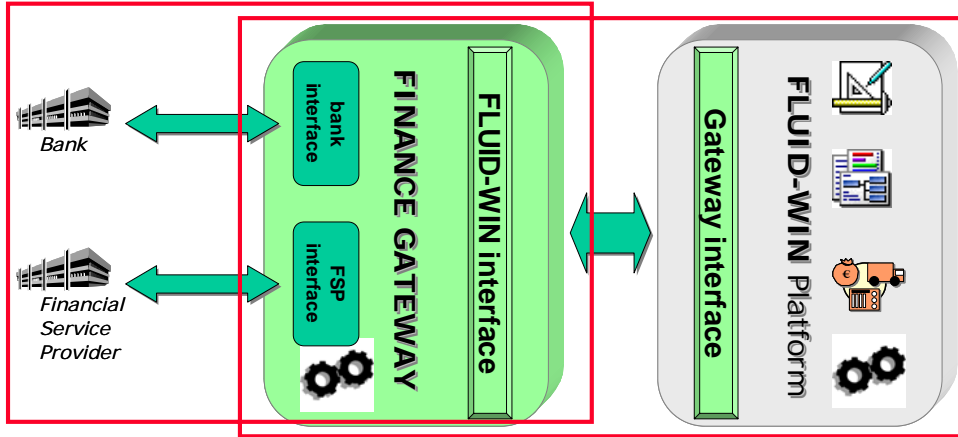 Bank
Financial
Service
Provider
bank
interface
FSP
interface
FINANCE GATEWAY
FLUID-WIN interface
Gateway interface
FLUID-WIN Platform
€